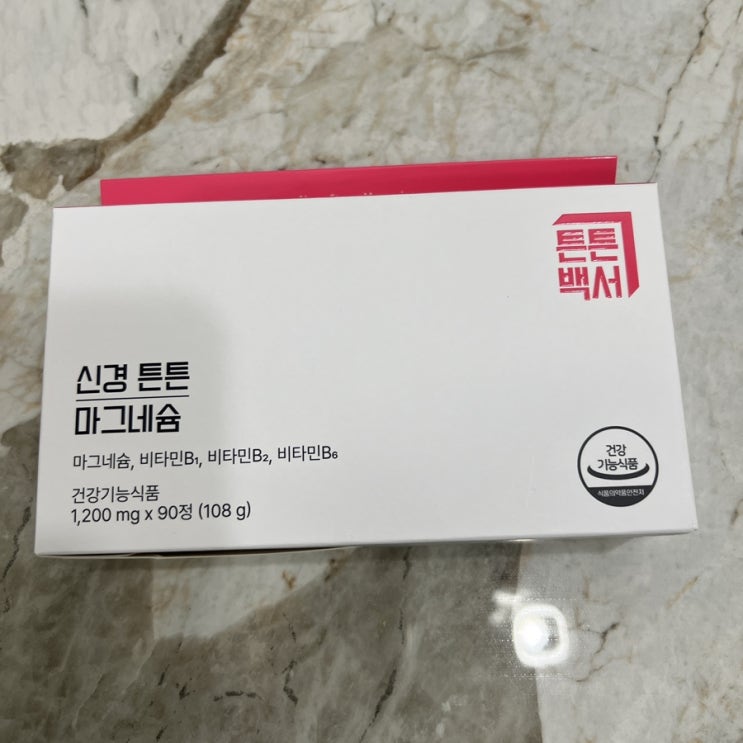 튼튼
백서
신경 튼튼
마그네슘
마그네슘, 비타민B₁, 비타민B₂, 비타민B₆
건강기능식품
1,200 mg x 90정 (108 g)
건강
기능식품
식품의약품안전처